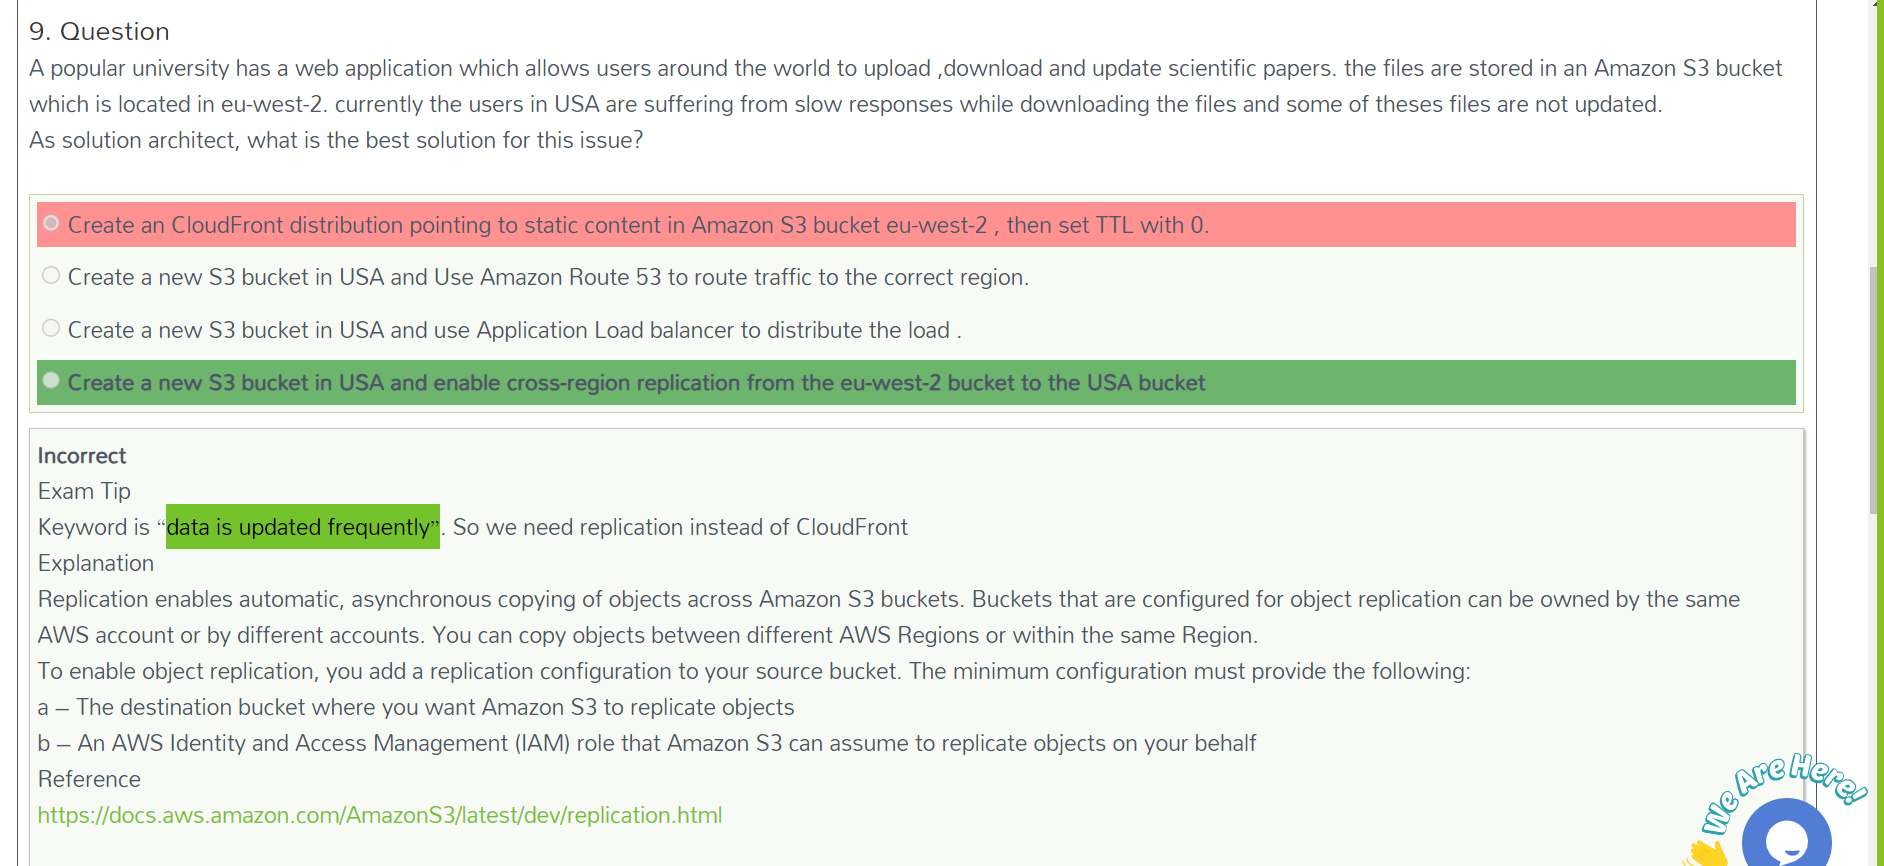 9. Question
A popular university has a web application which allows users around the world to upload ,download and update scientific papers. the files are stored in an Amazon S3 bucket
which is located in eu-west-2. currently the users in USA are suffering from slow responses while downloading the files and some of theses files are not updated.
As solution architect, what is the best solution for this issue?
Create an CloudFront distribution pointing to static content in Amazon S3 bucket eu-west-2 , then set TTL with 0.
Create a new S3 bucket in USA and Use Amazon Route 53 to route traffic to the correct region.
Create a new S3 bucket in USA and use Application Load balancer to distribute the load .
Create a new S3 bucket in USA and enable cross-region replication from the eu-west-2 bucket to the USA bucket
Incorrect
Exam Tip
Keyword is “data is updated frequently”. So we need replication instead of CloudFront
Explanation
Replication enables automatic, asynchronous copying of objects across Amazon S3 buckets. Buckets that are configured for object replication can be owned by the same
AWS account or by different accounts. You can copy objects between different AWS Regions or within the same Region.
To enable object replication, you add a replication configuration to your source bucket. The minimum configuration must provide the following:
a – The destination bucket where you want Amazon S3 to replicate objects
b – An AWS Identity and Access Management (IAM) role that Amazon S3 can assume to replicate objects on your behalf
Reference
https://docs.aws.amazon.com/AmazonS3/latest/dev/replication.html
We Are Here!